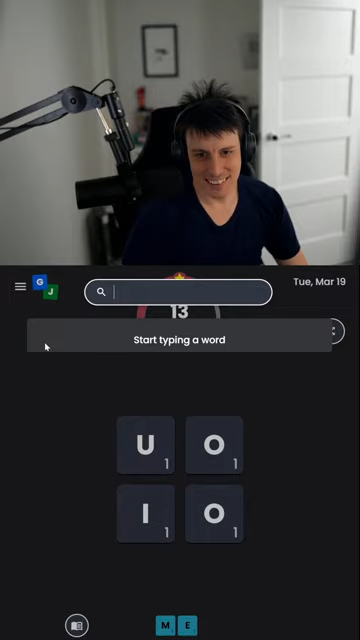 G
J
Tue, Mar 19
13
Start typing a word
U 1
O 1
I 1
O 1
M E